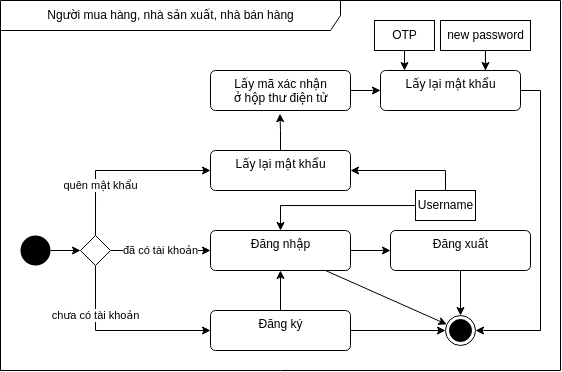 Người mua hàng, nhà sản xuất, nhà bán hàng
OTP
new password
Lấy mã xác nhận
ở hộp thư điện tử
Lấy lại mật khẩu
Lấy lại mật khẩu
quên mật khẩu
Username
đã có tài khoản
Đăng nhập
Đăng xuất
chưa có tài khoản
Đăng ký